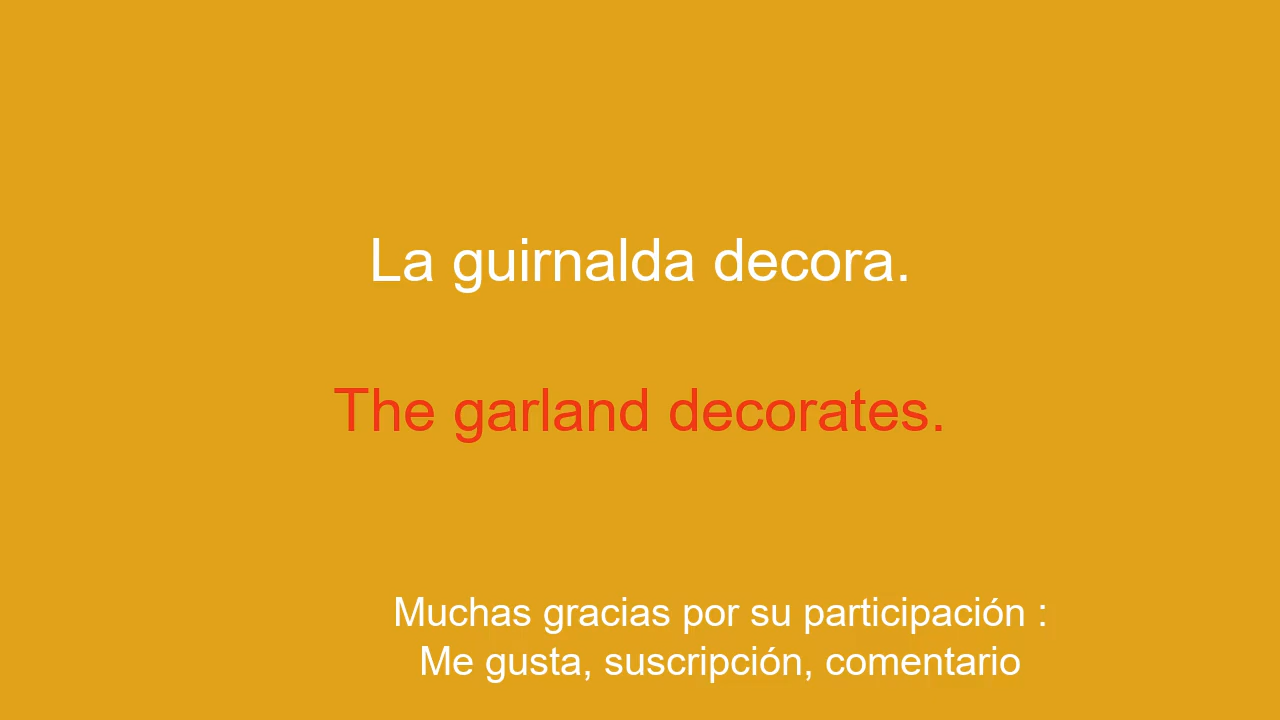 La guirnalda decora.
The garland decorates.
Muchas gracias por su participación :
Me gusta, suscripción, comentario